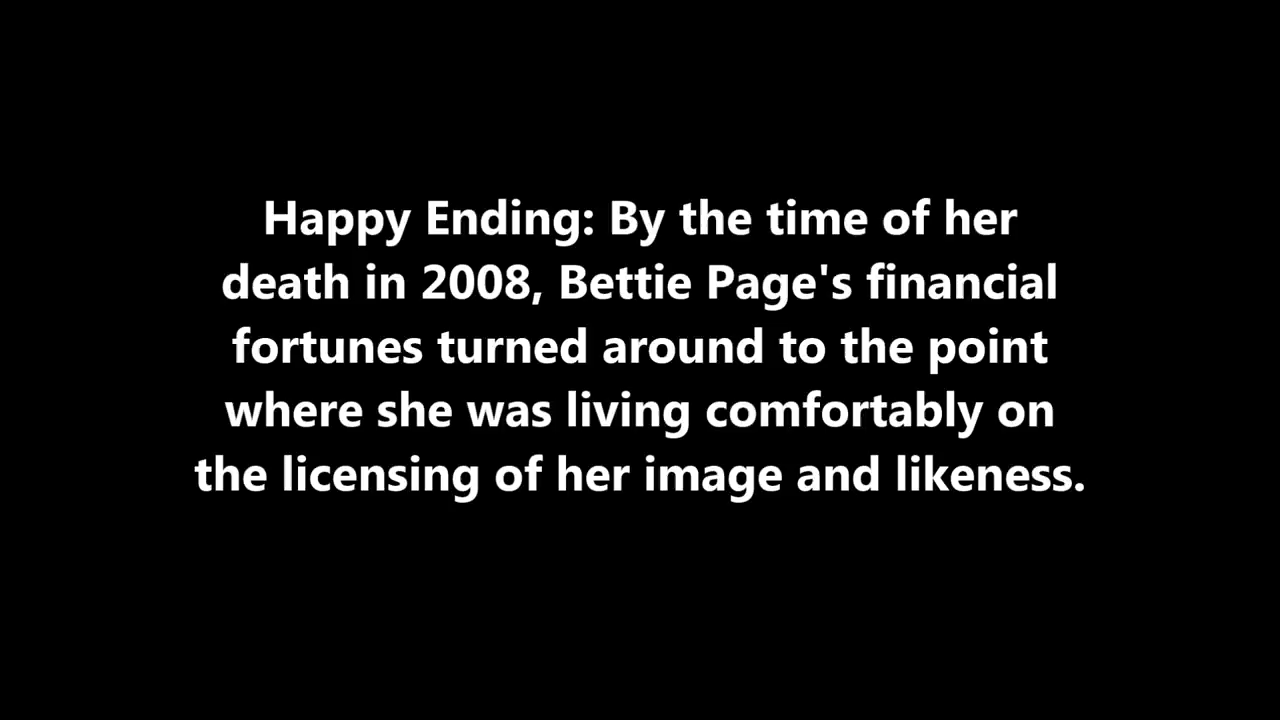 Happy Ending: By the time of her
death in 2008, Bettie Page's financial
fortunes turned around to the point
where she was living comfortably on
the licensing of her image and likeness.